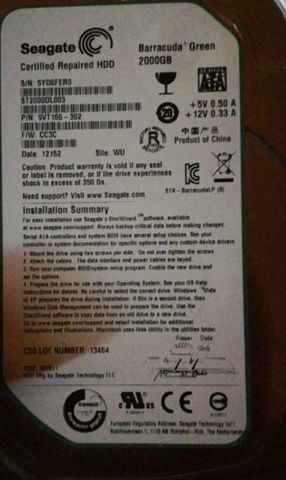 Seagate
Certified Repaired HDD
Barracuda Green
2000GB
S/N: 5YD6FER3
ST2000DL003
P/N: 9VT166-302
F/W: CC3C
Date: 12152 Site: WU
SATA
20
+5V 0.50 A
+12V 0.33 A
R
中国产品
Product of China
Caution: Product warranty is void if any seal
or label is removed, or if the drive experiences
shock in excess of 350 Gs.
Need support? Visit www.Seagate.com
STX - BarracudaLP (B)
Installation Summary
For easy installation use Seagate's DiscWizard™ software, available
at www.seagate.com/support. Always backup critical data before making changes
Serial ATA controllers and system BIOS have several setup choices. See your
controller or system documentation for specific options and any custom device drivers
1 Mount the drive using two screws per side. Do not over tighten the screws.
2 Attach the cables. The data interface and power cables are keyed.
3 Run your computer BIOS/system setup program. Enable the new drive and
set the options.
4 Prepare the drive for use with your Operating System. See your OS Help
instructions for details. Be careful to select the correct drive. Windows Vista
or XP prepares the drive during installation. If this is a second drive, then
Windows Disk Management can be used to prepare the drive. Use the
DiscWizard software to copy data from an old drive to a new drive.
Go to www.seagate.com/support and select installation for additional
instructions and illustrations. Macintosh uses Disk Utility in the utilities folder.
Power Data
CSO LOT NUMBER: 13464
Mfg by Seagate Technology LLC
US
CE
European Regulatory Address: Seagate Technology Int'l
The Netherlands